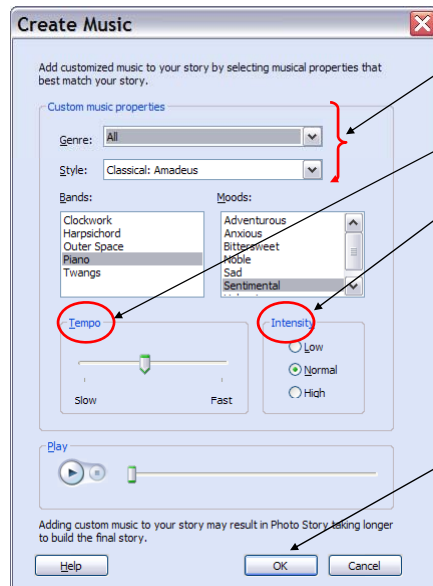 Create Music
Add customized music to your story by selecting musical properties that
best match your story.
Custom music properties
Genre: All
Style: Classical: Amadeus
Bands: Moods:
Clockwork Adventurous
Harpsichord Anxious
Outer Space Bittersweet
Piano Noble
Twangs Sad
Sentimental
Tempo Intensity
Low
Normal
Slow Fast High
Play
Adding custom music to your story may result in Photo Story taking longer
to build the final story.
Help OK Cancel